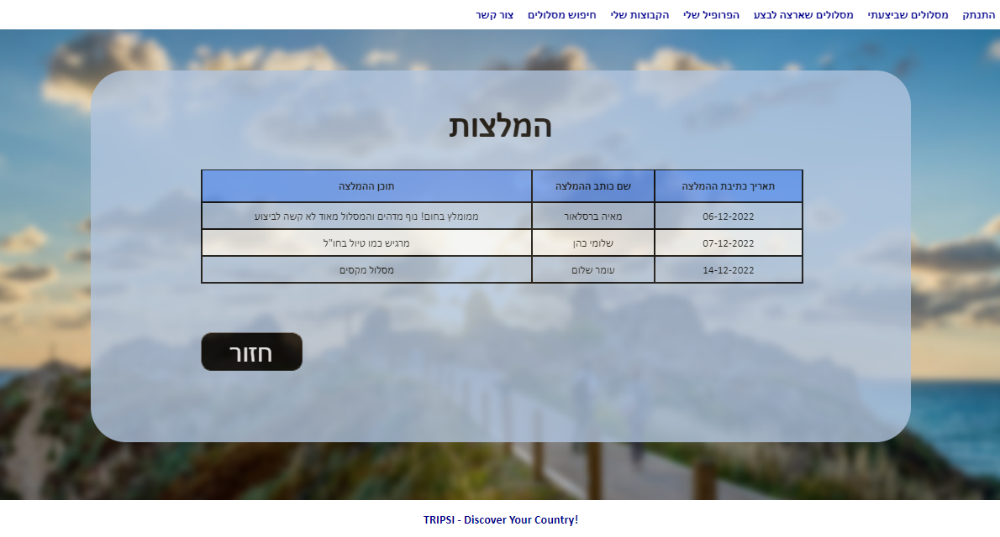 התנתק מסלולים שביצעתי מסלולים שארצה לבצע הפרופיל שלי הקבוצות שלי חיפוש מסלולים צור קשר
המלצות
תאריך כתיבת ההמלצה שם כותב ההמלצה תוכן ההמלצה
06-12-2022 מאיה ברסלאור ממומלץ בחום! נוף מדהים והמסלול מאוד לא קשה לביצוע
07-12-2022 שלומי כהן מרגיש כמו טיול בחו"ל
14-12-2022 עומר שלום מסלול מקסים
חזור
TRIPSI - Discover Your Country!